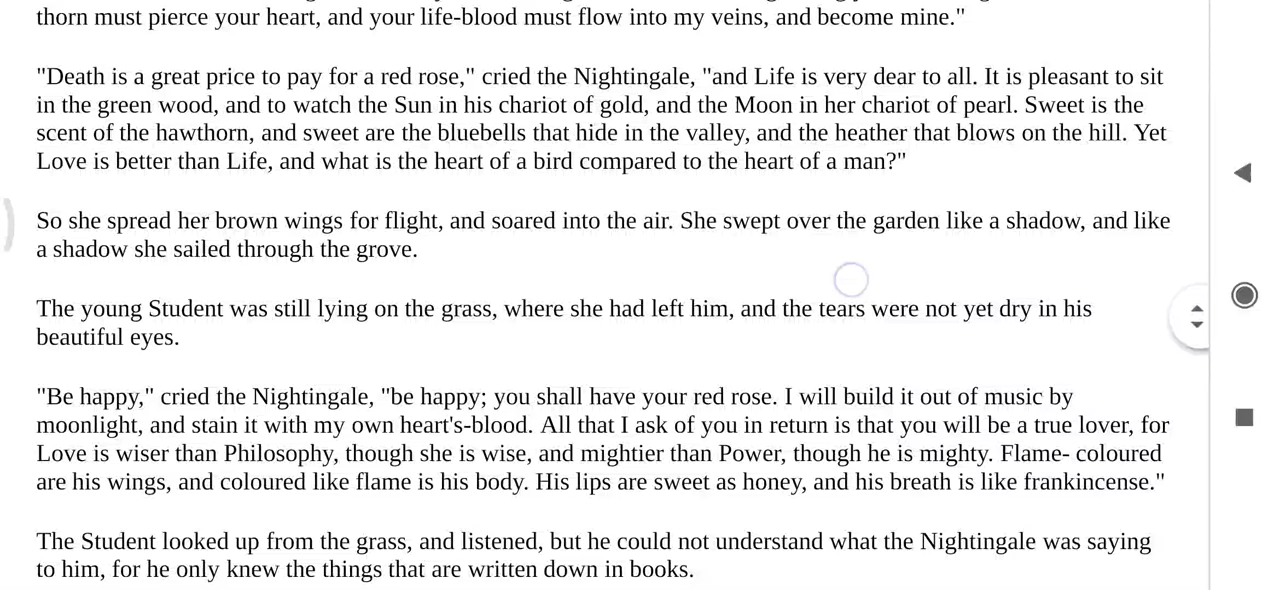 thorn must pierce your heart, and your life-blood must flow into my veins, and become mine."
"Death is a great price to pay for a red rose," cried the Nightingale, "and Life is very dear to all. It is pleasant to sit
in the green wood, and to watch the Sun in his chariot of gold, and the Moon in her chariot of pearl. Sweet is the
scent of the hawthorn, and sweet are the bluebells that hide in the valley, and the heather that blows on the hill. Yet
Love is better than Life, and what is the heart of a bird compared to the heart of a man?"
So she spread her brown wings for flight, and soared into the air. She swept over the garden like a shadow, and like
a shadow she sailed through the grove.
The young Student was still lying on the grass, where she had left him, and the tears were not yet dry in his
beautiful eyes.
"Be happy," cried the Nightingale, "be happy; you shall have your red rose. I will build it out of music by
moonlight, and stain it with my own heart's-blood. All that I ask of you in return is that you will be a true lover, for
Love is wiser than Philosophy, though she is wise, and mightier than Power, though he is mighty. Flame- coloured
are his wings, and coloured like flame is his body. His lips are sweet as honey, and his breath is like frankincense."
The Student looked up from the grass, and listened, but he could not understand what the Nightingale was saying
to him, for he only knew the things that are written down in books.